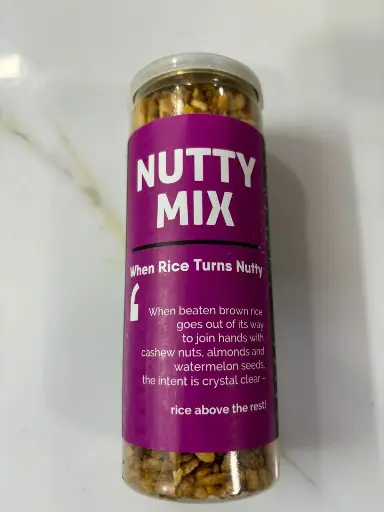 NUTTY
MIX
When Rice Turns Nutty
‘
When beaten brown rice
goes out of its way
to join hands with
cashew nuts, almonds and
watermelon seeds,
the intent is crystal clear -
rice above the rest!